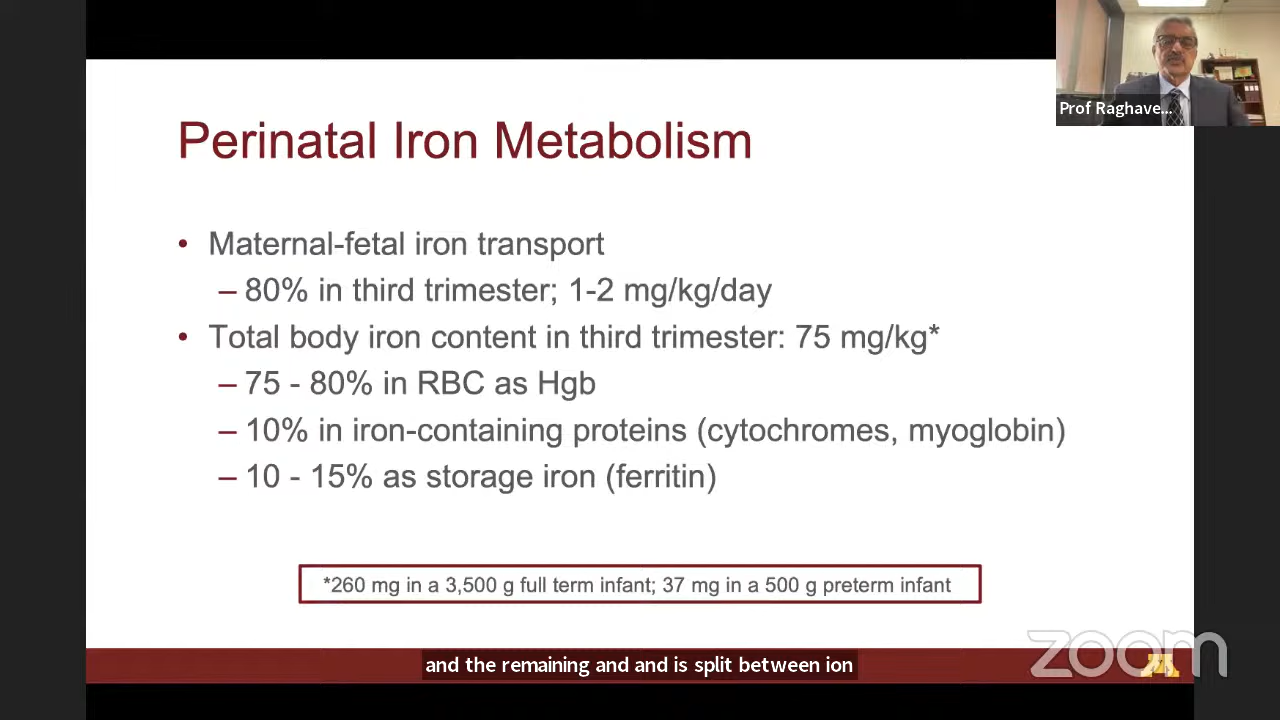 Prof Raghave...
Perinatal Iron Metabolism
• Maternal-fetal iron transport
– 80% in third trimester; 1-2 mg/kg/day
• Total body iron content in third trimester: 75 mg/kg*
– 75 - 80% in RBC as Hgb
– 10% in iron-containing proteins (cytochromes, myoglobin)
– 10 - 15% as storage iron (ferritin)
*260 mg in a 3,500 g full term infant; 37 mg in a 500 g preterm infant
zoom
M
and the remaining and and is split between ion